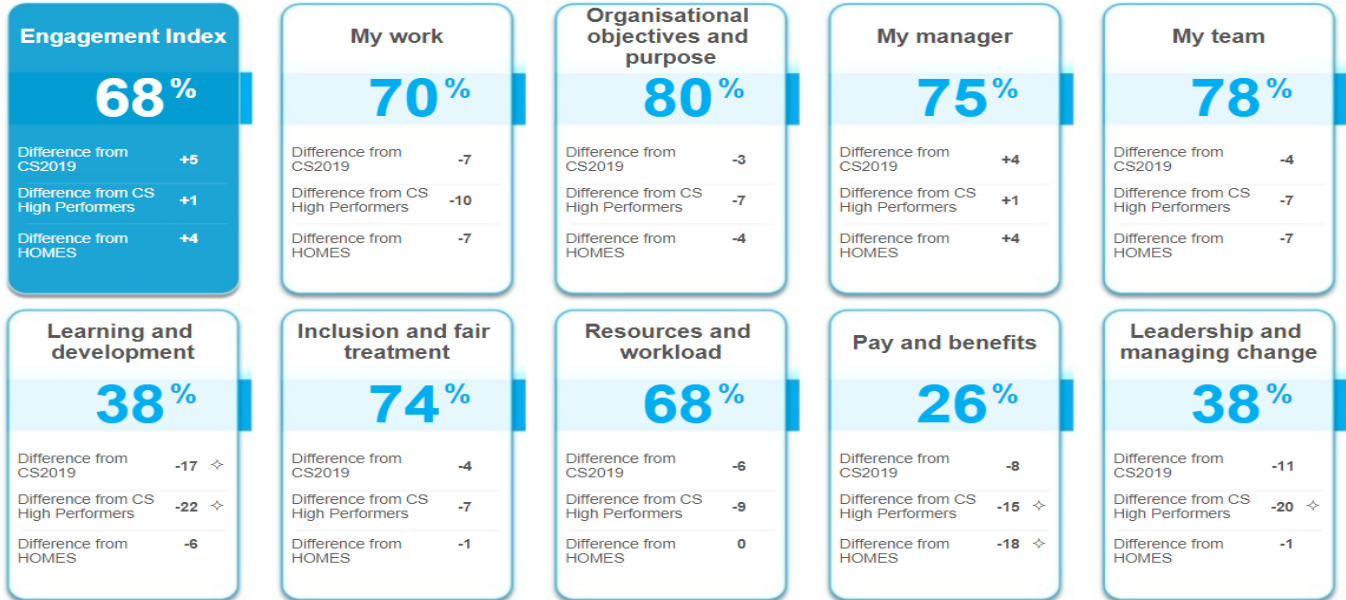 Engagement Index
68%
Difference from
CS2019
+5
Difference from CS
High Performers
+1
Difference from
HOMES
+4
My work
70%
Difference from
CS2019
-7
Difference from CS
High Performers
-10
Difference from
HOMES
-7
Organisational
objectives and
purpose
80%
Difference from
CS2019
-3
Difference from CS
High Performers
-7
Difference from
HOMES
-4
My manager
75%
Difference from
CS2019
+4
Difference from CS
High Performers
+1
Difference from
HOMES
+4
My team
78%
Difference from
CS2019
-4
Difference from CS
High Performers
-7
Difference from
HOMES
-7
Learning and
development
38%
Difference from
CS2019
-17 ✧
Difference from CS
High Performers
-22 ✧
Difference from
HOMES
-6
Inclusion and fair
treatment
74%
Difference from
CS2019
-4
Difference from CS
High Performers
-7
Difference from
HOMES
-1
Resources and
workload
68%
Difference from
CS2019
-6
Difference from CS
High Performers
-9
Difference from
HOMES
0
Pay and benefits
26%
Difference from
CS2019
-8
Difference from CS
High Performers
-15 ✧
Difference from
HOMES
-18 ✧
Leadership and
managing change
38%
Difference from
CS2019
-11
Difference from CS
High Performers
-20 ✧
Difference from
HOMES
-1